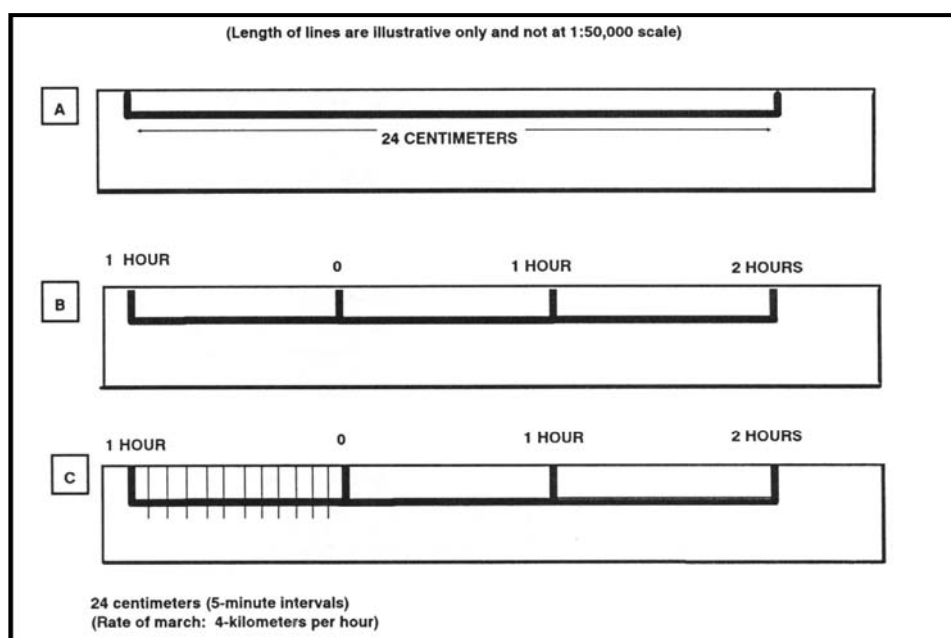 (Length of lines are illustrative only and not at 1:50,000 scale)
A
24 CENTIMETERS
1 HOUR 0 1 HOUR 2 HOURS
B
1 HOUR 0 1 HOUR 2 HOURS
C
24 centimeters (5-minute intervals)
(Rate of march: 4-kilometers per hour)